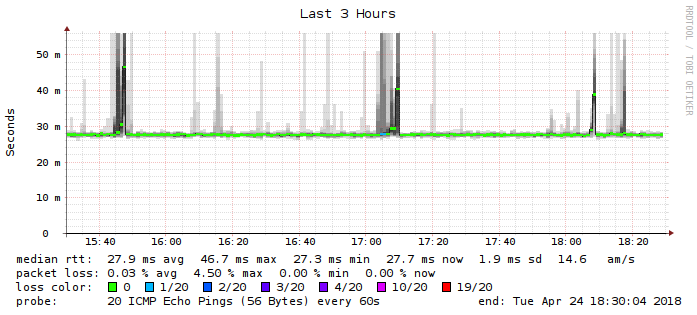 Last 3 Hours
RRDTOOL / TOBI OETIKER
Seconds
50 m
40 m
30 m
20 m
10 m
0
15:40 16:00 16:20 16:40 17:00 17:20 17:40 18:00 18:20
median rtt: 27.9 ms avg 46.7 ms max 27.3 ms min 27.7 ms now 1.9 ms sd 14.6 am/s
packet loss: 0.03 % avg 4.50 % max 0.00 % min 0.00 % now
loss color: 0 1/20 2/20 3/20 4/20 10/20 19/20
probe: 20 ICMP Echo Pings (56 Bytes) every 60s end: Tue Apr 24 18:30:04 2018